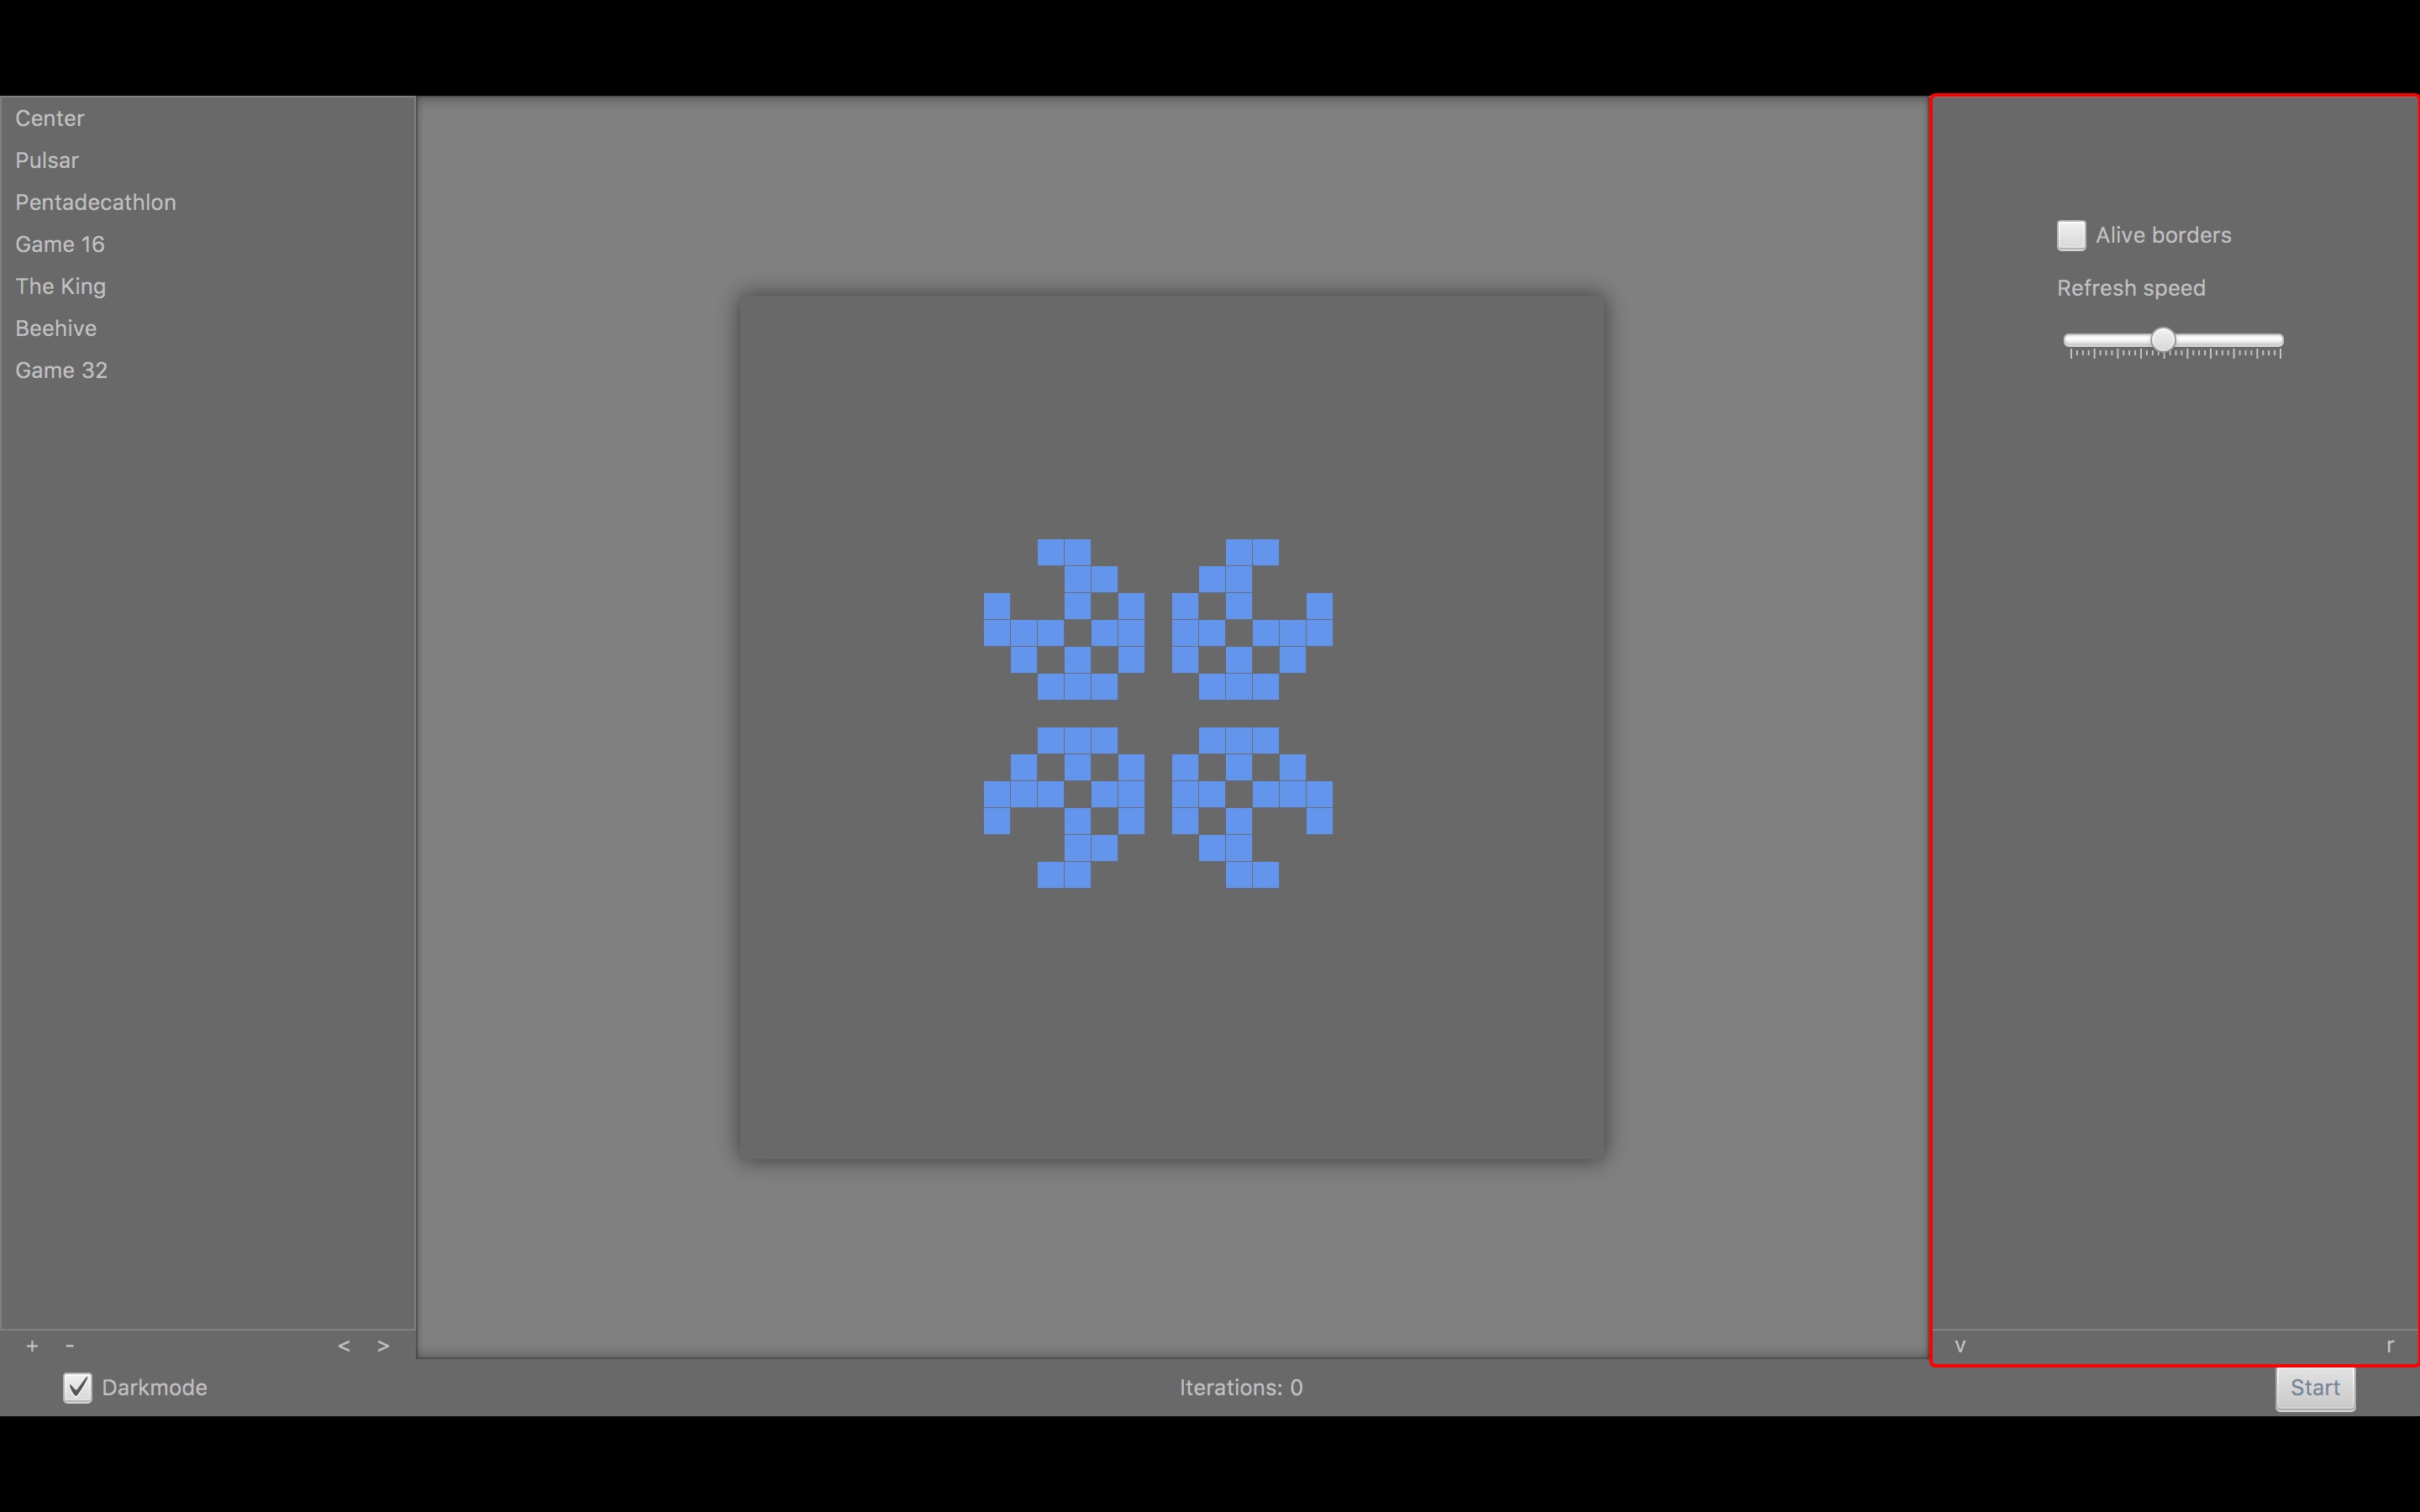 Center
Pulsar
Pentadecathlon
Game 16
The King
Beehive
Game 32
Alive borders
Refresh speed
+ - < >
v r
Darkmode
Iterations: 0
Start